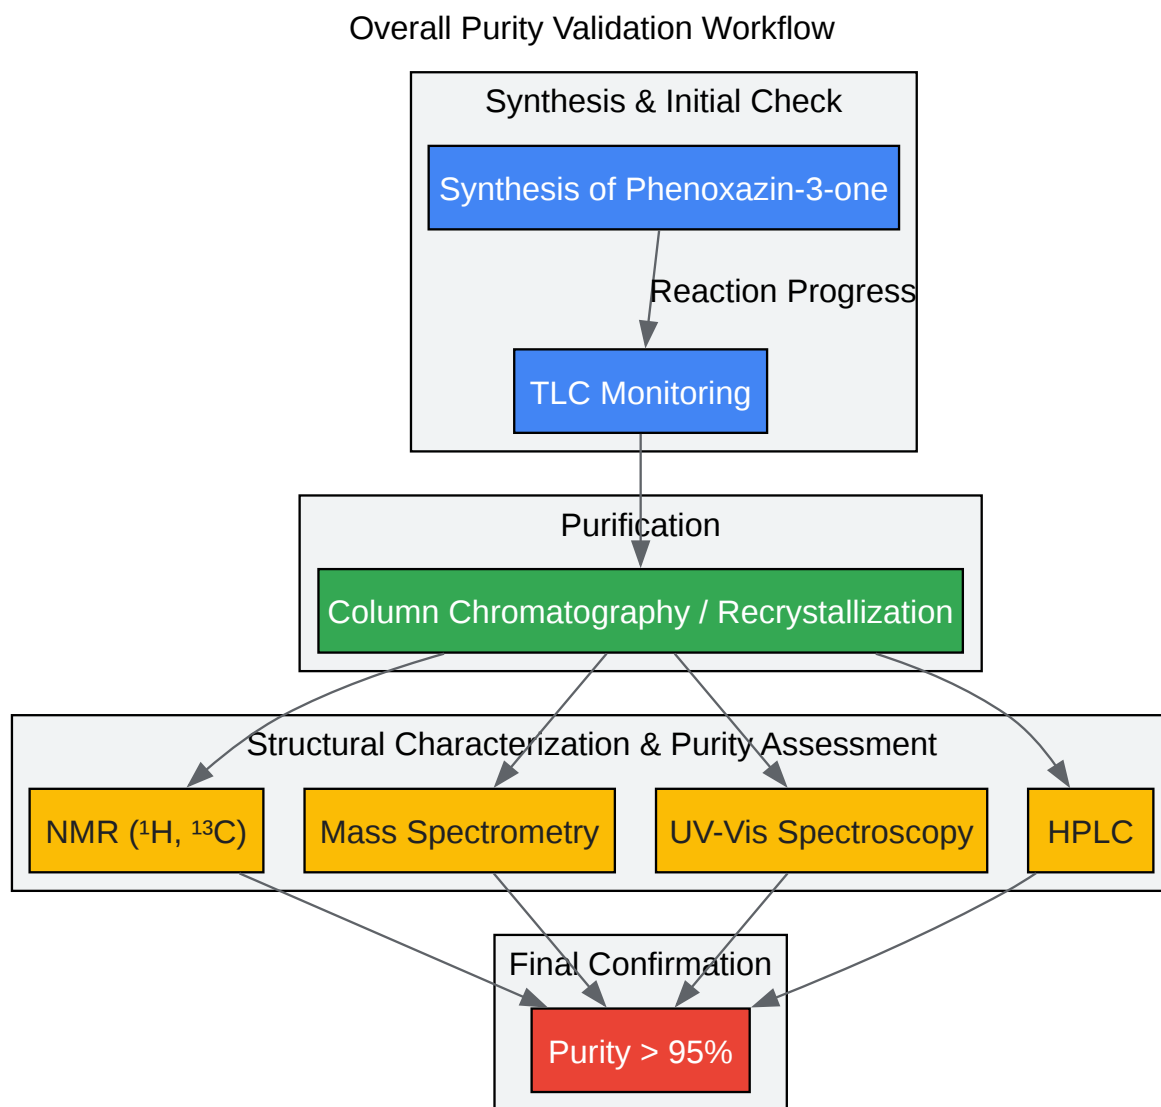 Overall Purity Validation Workflow
Synthesis & Initial Check
Synthesis of Phenoxazin-3-one
Reaction Progress
TLC Monitoring
Purification
Column Chromatography / Recrystallization
Structural Characterization & Purity Assessment
NMR (¹H, ¹³C)
Mass Spectrometry
UV-Vis Spectroscopy
HPLC
Final Confirmation
Purity > 95%